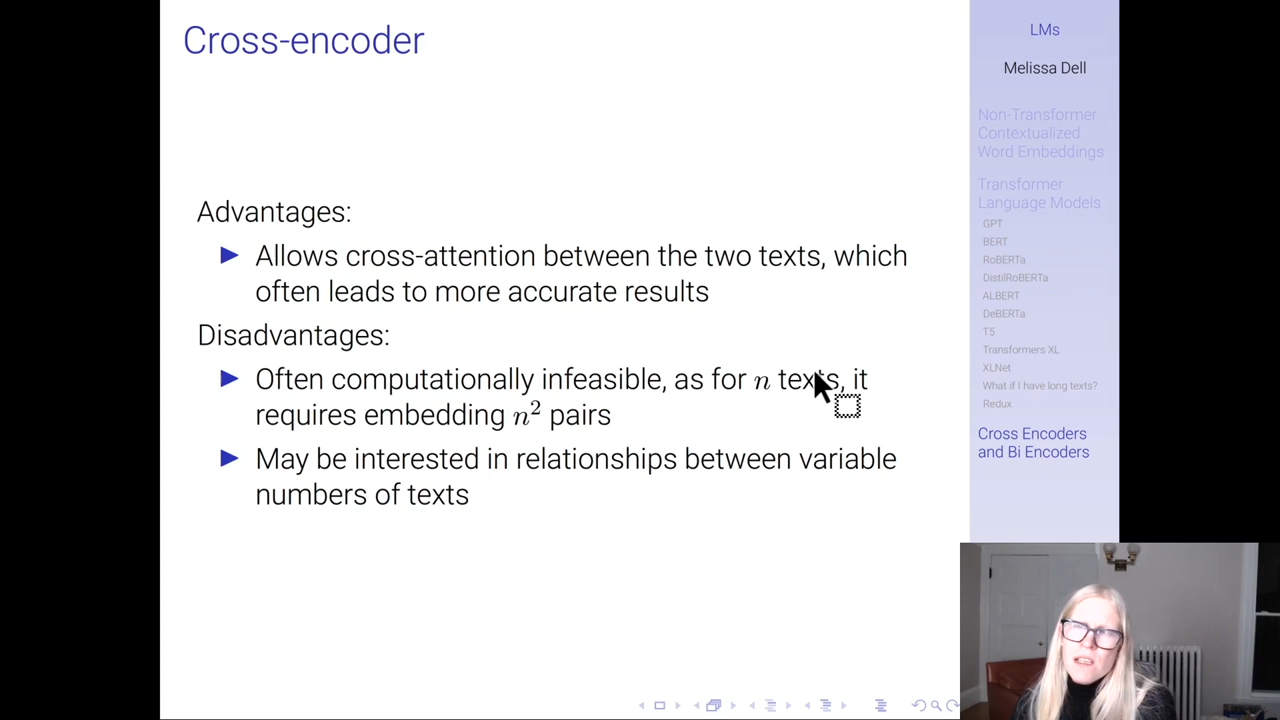 Cross-encoder
Advantages:
▶ Allows cross-attention between the two texts, which
often leads to more accurate results
Disadvantages:
▶ Often computationally infeasible, as for n texts, it
requires embedding n² pairs
▶ May be interested in relationships between variable
numbers of texts
LMs
Melissa Dell
Non-Transformer
Contextualized
Word Embeddings
Transformer
Language Models
GPT
BERT
RoBERTa
DistilRoBERTa
ALBERT
DeBERTa
T5
Transformers XL
XLNet
What if I have long texts?
Redux
Cross Encoders
and Bi Encoders